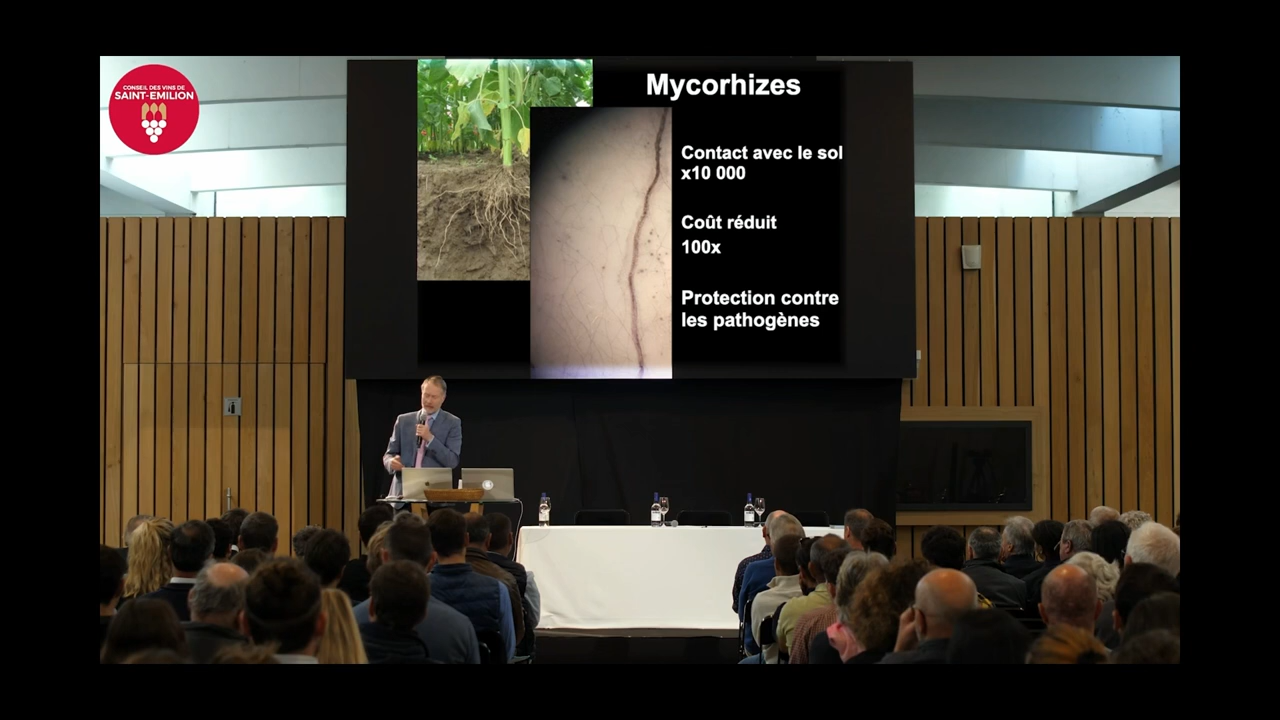 CONSEIL DES VINS DE
SAINT-EMILION
Mycorhizes
Contact avec le sol
x10 000
Coût réduit
100x
Protection contre
les pathogènes